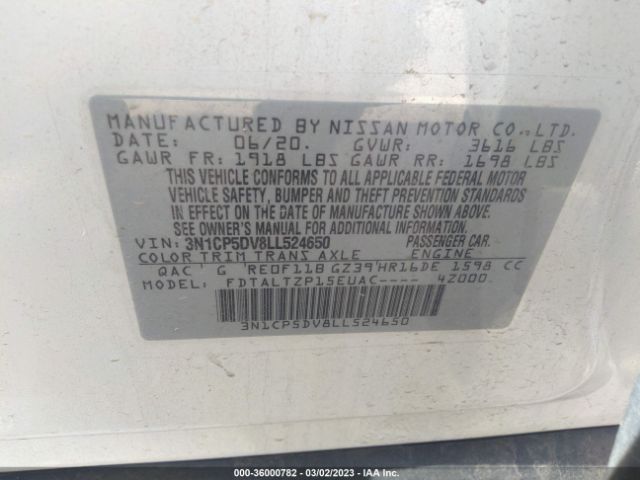 MANUFACTURED BY NISSAN MOTOR CO.,LTD.
DATE: 06/20. GVWR: 3616 LBS
GAWR FR: 1918 LBS GAWR RR: 1698 LBS
THIS VEHICLE CONFORMS TO ALL APPLICABLE FEDERAL MOTOR
VEHICLE SAFETY, BUMPER, AND THEFT PREVENTION STANDARDS
IN EFFECT ON THE DATE OF MANUFACTURE SHOWN ABOVE.
SEE OWNER'S MANUAL FOR ADDITIONAL INFORMATION.
VIN: 3N1CP5DV8LL524650 PASSENGER CAR.
COLOR TRIM TRANS AXLE ENGINE
QAC G RE0F11B GZ39 HR16DE 1598 CC
MODEL FDTALTZP15EUAC---- 4Z000.
3N1CP5DV8LL524650
000-36000782 — 03/02/2023 — IAA Inc.